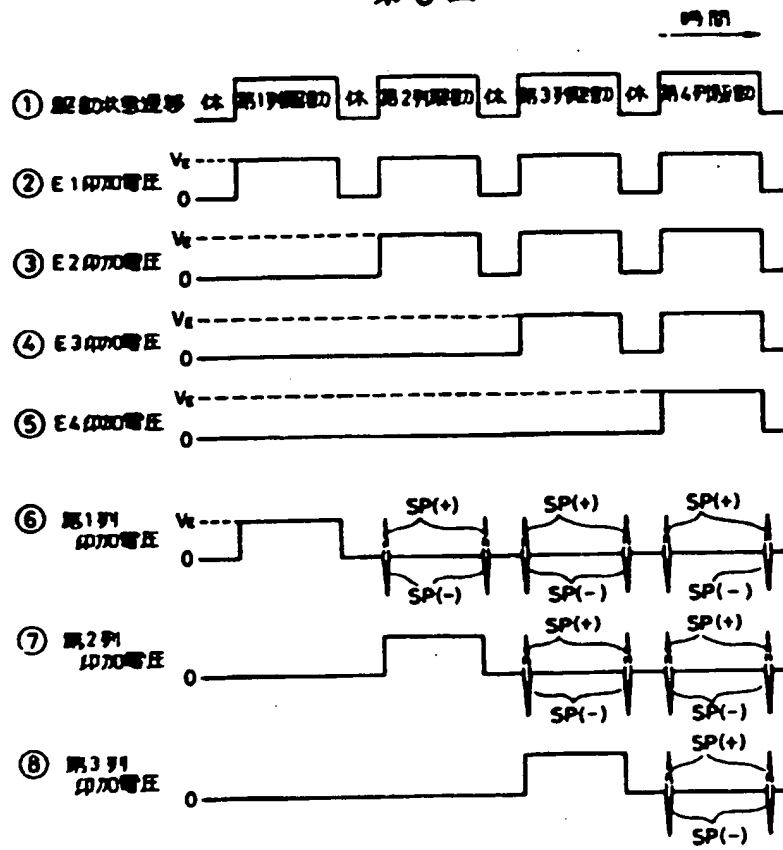 時間
① 駆動状態遷移 休 第1列駆動 休 第2列駆動 休 第3列駆動 休 第4列駆動
② E1印加電圧 VE 0
③ E2印加電圧 VE 0
④ E3印加電圧 VE 0
⑤ E4印加電圧 VE 0
⑥ 第1列 印加電圧 VE 0 SP(+) SP(+) SP(+)
SP(-) SP(-) SP(-)
⑦ 第2列 印加電圧 0 SP(+) SP(+)
SP(-) SP(-)
⑧ 第3列 印加電圧 0 SP(+)
SP(-)